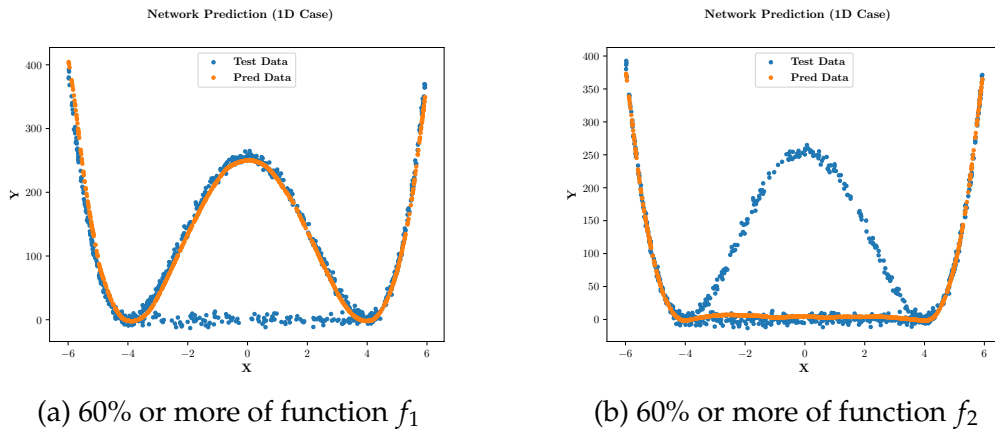 Network Prediction (1D Case)
Test Data
Pred Data
400
300
200
100
0
Y
−6
−4
−2
0
2
4
6
X
(a) 60% or more of function f₁
Network Prediction (1D Case)
Test Data
Pred Data
400
350
300
250
200
150
100
50
0
Y
−6
−4
−2
0
2
4
6
X
(b) 60% or more of function f₂